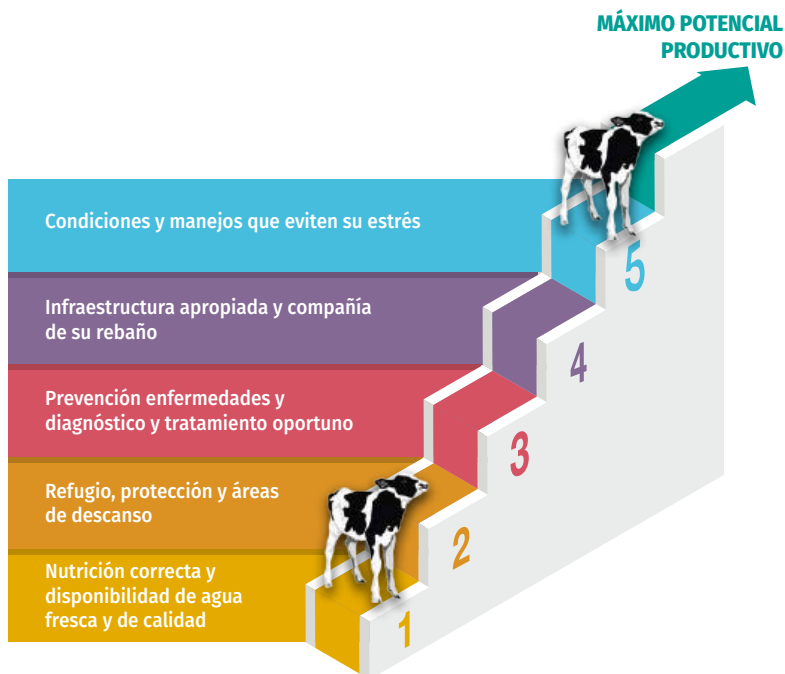 MÁXIMO POTENCIAL
PRODUCTIVO
Condiciones y manejos que eviten su estrés
5
Infraestructura apropiada y compañía
de su rebaño
4
Prevención enfermedades y
diagnóstico y tratamiento oportuno
3
Refugio, protección y áreas
de descanso
2
Nutrición correcta y
disponibilidad de agua
fresca y de calidad
1